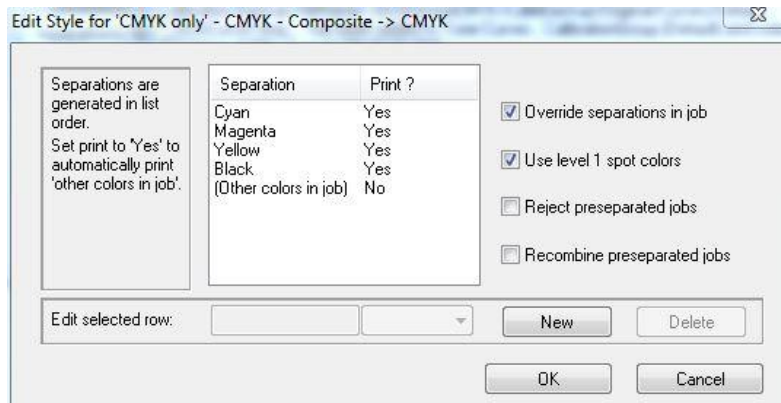 Edit Style for 'CMYK only' - CMYK - Composite -> CMYK
Separations are
generated in list
order.
Set print to 'Yes' to
automatically print
'other colors in job'.
Separation Print ?
Cyan Yes
Magenta Yes
Yellow Yes
Black Yes
(Other colors in job) No
Override separations in job
Use level 1 spot colors
Reject preseparated jobs
Recombine preseparated jobs
Edit selected row:
New
Delete
OK
Cancel